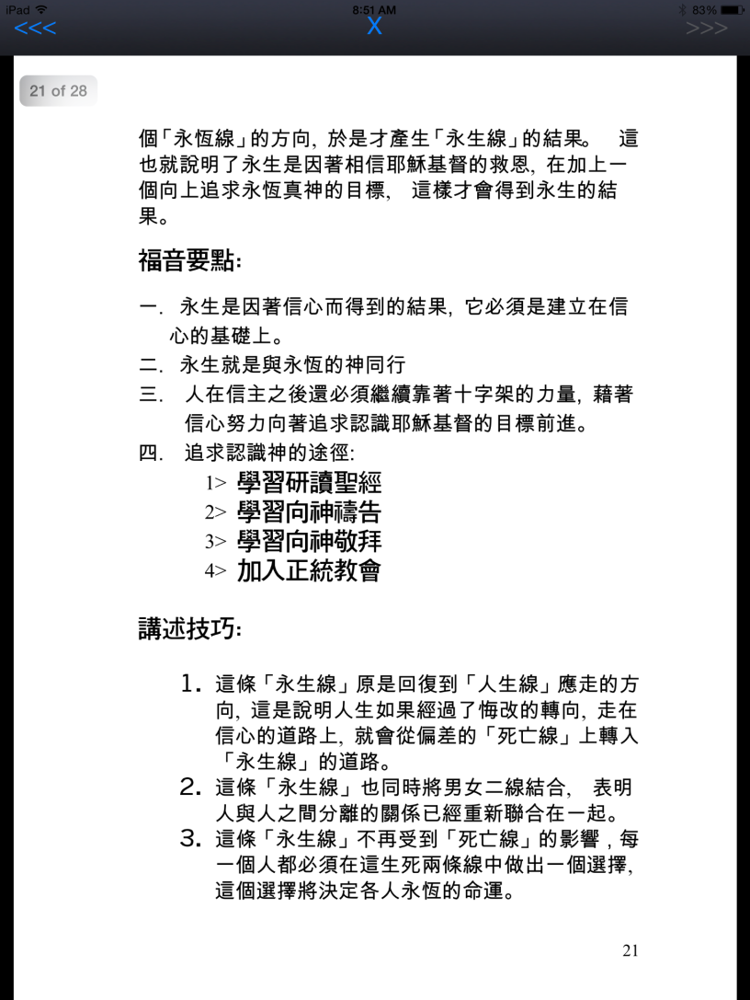 iPad 8:51 AM 83%
<<< X >>>
21 of 28
個「永恆線」的方向, 於是才產生「永生線」的結果。 這
也就說明了永生是因著相信耶穌基督的救恩, 在加上一
個向上追求永恆真神的目標, 這樣才會得到永生的結
果。
福音要點:
一. 永生是因著信心而得到的結果, 它必須是建立在信
心的基礎上。
二. 永生就是與永恆的神同行
三. 人在信主之後還必須繼續靠著十字架的力量, 藉著
信心努力向著追求認識耶穌基督的目標前進。
四. 追求認識神的途徑:
1> 學習研讀聖經
2> 學習向神禱告
3> 學習向神敬拜
4> 加入正統教會
講述技巧:
1. 這條「永生線」原是回復到「人生線」應走的方
向, 這是說明人生如果經過了悔改的轉向, 走在
信心的道路上, 就會從偏差的「死亡線」上轉入
「永生線」的道路。
2. 這條「永生線」也同時將男女二線結合, 表明
人與人之間分離的關係已經重新聯合在一起。
3. 這條「永生線」不再受到「死亡線」的影響 , 每
一個人都必須在這生死兩條線中做出一個選擇,
這個選擇將決定各人永恆的命運。
21